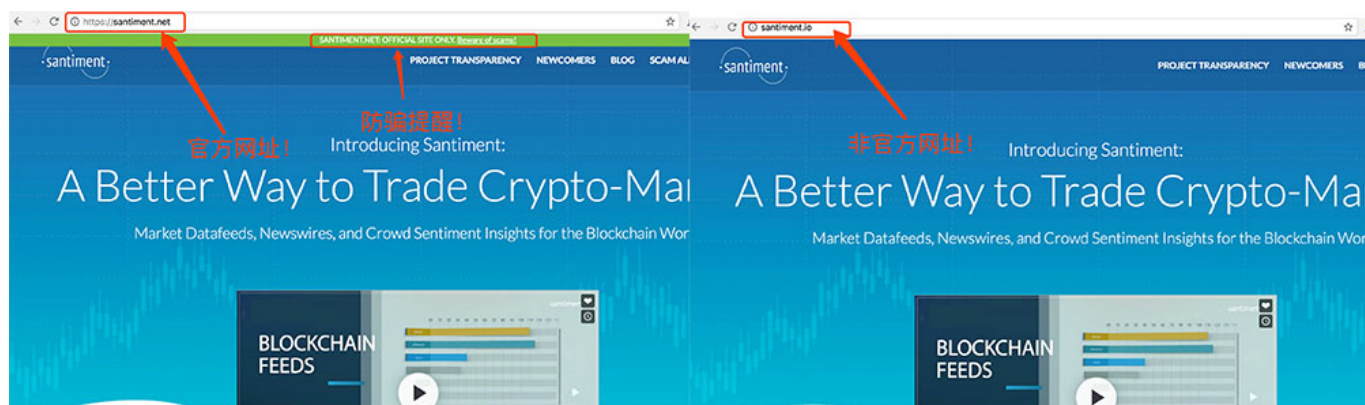 https://santiment.net
SANTIMENT.NET: OFFICIAL SITE ONLY. Beware of scams!
santiment
PROJECT TRANSPARENCY NEWCOMERS BLOG SCAM AL
防骗提醒!
官方网址!
Introducing Santiment:
A Better Way to Trade Crypto-Mar
Market Datafeeds, Newswires, and Crowd Sentiment Insights for the Blockchain Wor
BLOCKCHAIN
FEEDS
santiment.io
santiment
PROJECT TRANSPARENCY NEWCOMERS B
非官方网址!
Introducing Santiment:
A Better Way to Trade Crypto-Ma
Market Datafeeds, Newswires, and Crowd Sentiment Insights for the Blockchain Wor
BLOCKCHAIN
FEEDS